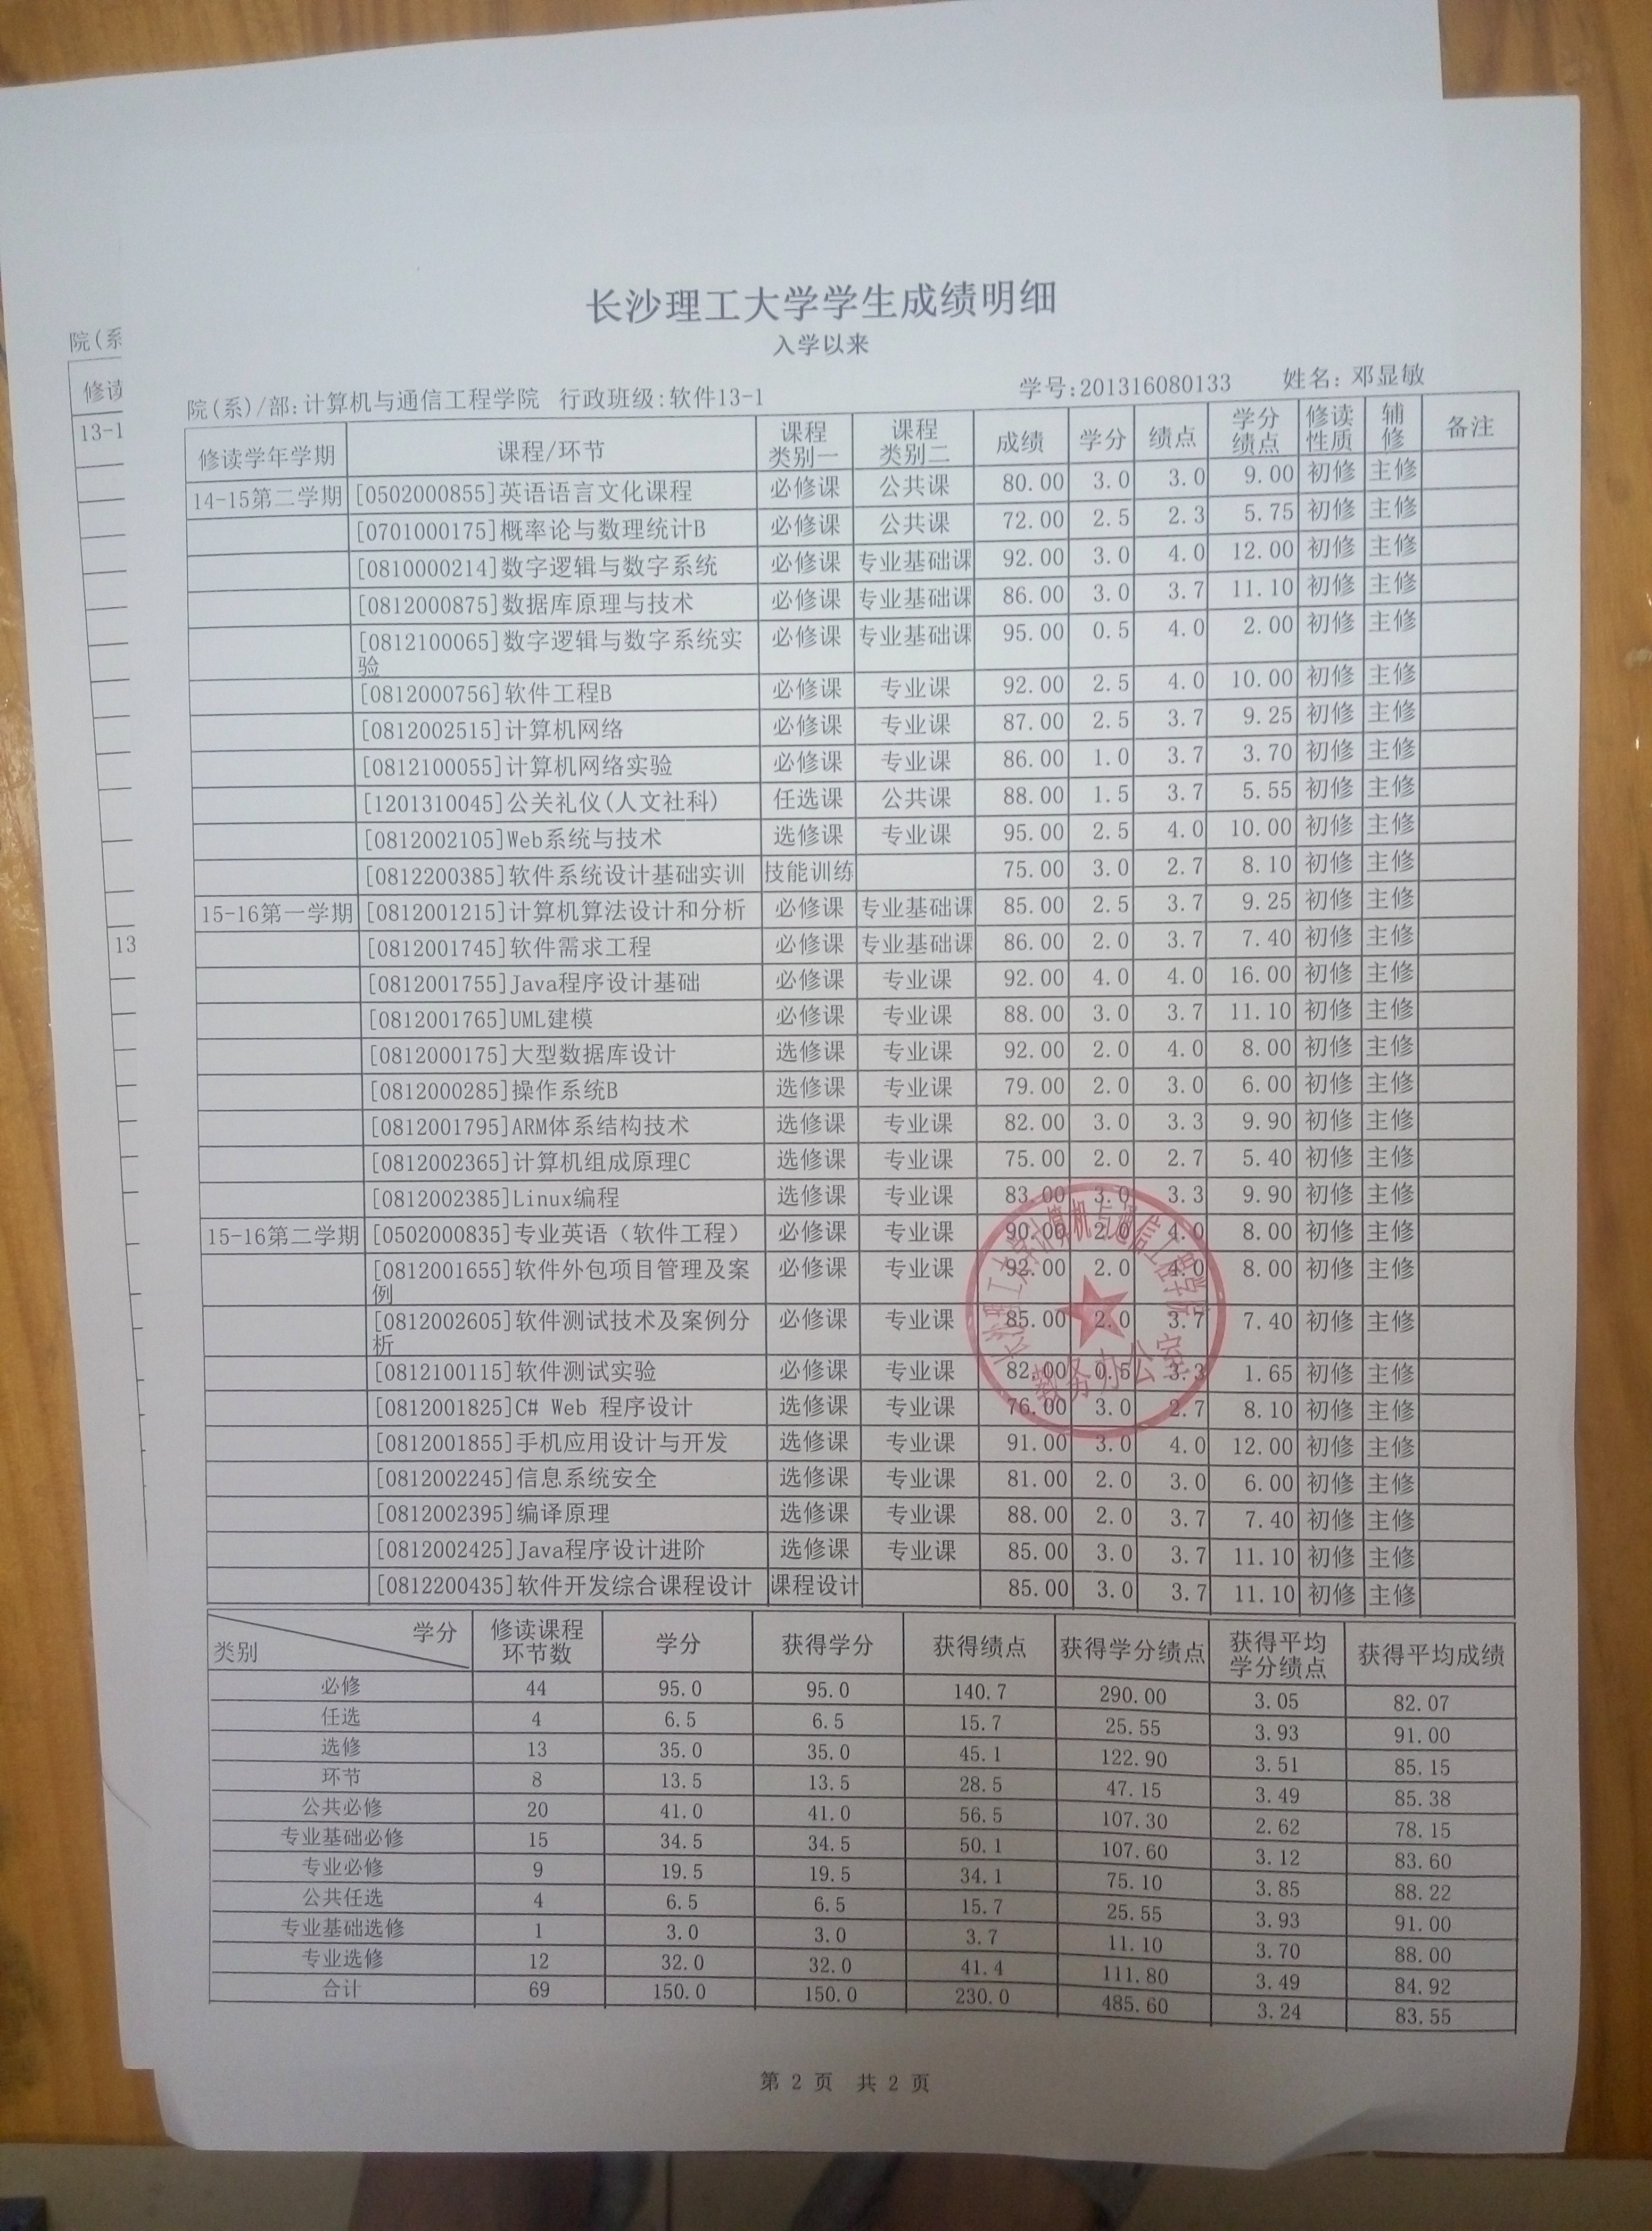 长沙理工大学学生成绩明细
入学以来
院(系)/部:计算机与通信工程学院 行政班级:软件13-1 学号:201316080133 姓名:邓显敏
修读学年学期 课程/环节 课程类别一 课程类别二 成绩 学分 绩点 学分绩点 修读性质 辅修 备注
14-15第二学期 [0502000855]英语语言文化课程 必修课 公共课 80.00 3.0 3.0 9.00 初修 主修
[0701000175]概率论与数理统计B 必修课 公共课 72.00 2.5 2.3 5.75 初修 主修
[0810000214]数字逻辑与数字系统 必修课 专业基础课 92.00 3.0 4.0 12.00 初修 主修
[0812000875]数据库原理与技术 必修课 专业基础课 86.00 3.0 3.7 11.10 初修 主修
[0812100065]数字逻辑与数字系统实验 必修课 专业基础课 95.00 0.5 4.0 2.00 初修 主修
[0812000756]软件工程B 必修课 专业课 92.00 2.5 4.0 10.00 初修 主修
[0812002515]计算机网络 必修课 专业课 87.00 2.5 3.7 9.25 初修 主修
[0812100055]计算机网络实验 必修课 专业课 86.00 1.0 3.7 3.70 初修 主修
[1201310045]公关礼仪(人文社科) 任选课 公共课 88.00 1.5 3.7 5.55 初修 主修
[0812002105]Web系统与技术 选修课 专业课 95.00 2.5 4.0 10.00 初修 主修
[0812200385]软件系统设计基础实训 技能训练 75.00 3.0 2.7 8.10 初修 主修
15-16第一学期 [0812001215]计算机算法设计和分析 必修课 专业基础课 85.00 2.5 3.7 9.25 初修 主修
[0812001745]软件需求工程 必修课 专业基础课 86.00 2.0 3.7 7.40 初修 主修
[0812001755]Java程序设计基础 必修课 专业课 92.00 4.0 4.0 16.00 初修 主修
[0812001765]UML建模 必修课 专业课 88.00 3.0 3.7 11.10 初修 主修
[0812000175]大型数据库设计 选修课 专业课 92.00 2.0 4.0 8.00 初修 主修
[0812000285]操作系统B 选修课 专业课 79.00 2.0 3.0 6.00 初修 主修
[0812001795]ARM体系结构技术 选修课 专业课 82.00 3.0 3.3 9.90 初修 主修
[0812002365]计算机组成原理C 选修课 专业课 75.00 2.0 2.7 5.40 初修 主修
[0812002385]Linux编程 选修课 专业课 83.00 3.0 3.3 9.90 初修 主修
15-16第二学期 [0502000835]专业英语（软件工程） 必修课 专业课 90.00 2.0 4.0 8.00 初修 主修
[0812001655]软件外包项目管理及案例 必修课 专业课 92.00 2.0 4.0 8.00 初修 主修
[0812002605]软件测试技术及案例分析 必修课 专业课 85.00 2.0 3.7 7.40 初修 主修
[0812100115]软件测试实验 必修课 专业课 82.00 0.5 3.3 1.65 初修 主修
[0812001825]C# Web 程序设计 选修课 专业课 76.00 3.0 2.7 8.10 初修 主修
[0812001855]手机应用设计与开发 选修课 专业课 91.00 3.0 4.0 12.00 初修 主修
[0812002245]信息系统安全 选修课 专业课 81.00 2.0 3.0 6.00 初修 主修
[0812002395]编译原理 选修课 专业课 88.00 2.0 3.7 7.40 初修 主修
[0812002425]Java程序设计进阶 选修课 专业课 85.00 3.0 3.7 11.10 初修 主修
[0812200435]软件开发综合课程设计 课程设计 85.00 3.0 3.7 11.10 初修 主修
长沙理工大学计算机与通信工程学院
教务办公室
类别 学分 修读课程环节数 学分 获得学分 获得绩点 获得学分绩点 获得平均学分绩点 获得平均成绩
必修 44 95.0 95.0 140.7 290.00 3.05 82.07
任选 4 6.5 6.5 15.7 25.55 3.93 91.00
选修 13 35.0 35.0 45.1 122.90 3.51 85.15
环节 8 13.5 13.5 28.5 47.15 3.49 85.38
公共必修 20 41.0 41.0 56.5 107.30 2.62 78.15
专业基础必修 15 34.5 34.5 50.1 107.60 3.12 83.60
专业必修 9 19.5 19.5 34.1 75.10 3.85 88.22
公共任选 4 6.5 6.5 15.7 25.55 3.93 91.00
专业基础选修 1 3.0 3.0 3.7 11.10 3.70 88.00
专业选修 12 32.0 32.0 41.4 111.80 3.49 84.92
合计 69 150.0 150.0 230.0 485.60 3.24 83.55
第 2 页 共 2 页
院(系
修读
13-1
13